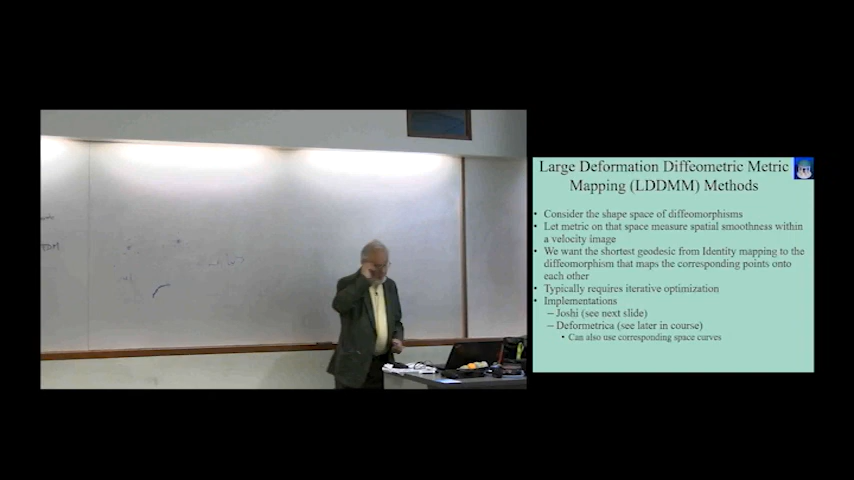 Large Deformation Diffeometric Metric
Mapping (LDDMM) Methods
• Consider the shape space of diffeomorphisms
• Let metric on that space measure spatial smoothness within
a velocity image
• We want the shortest geodesic from Identity mapping to the
diffeomorphism that maps the corresponding points onto
each other
• Typically requires iterative optimization
• Implementations
– Joshi (see next slide)
– Deformetrica (see later in course)
• Can also use corresponding space curves